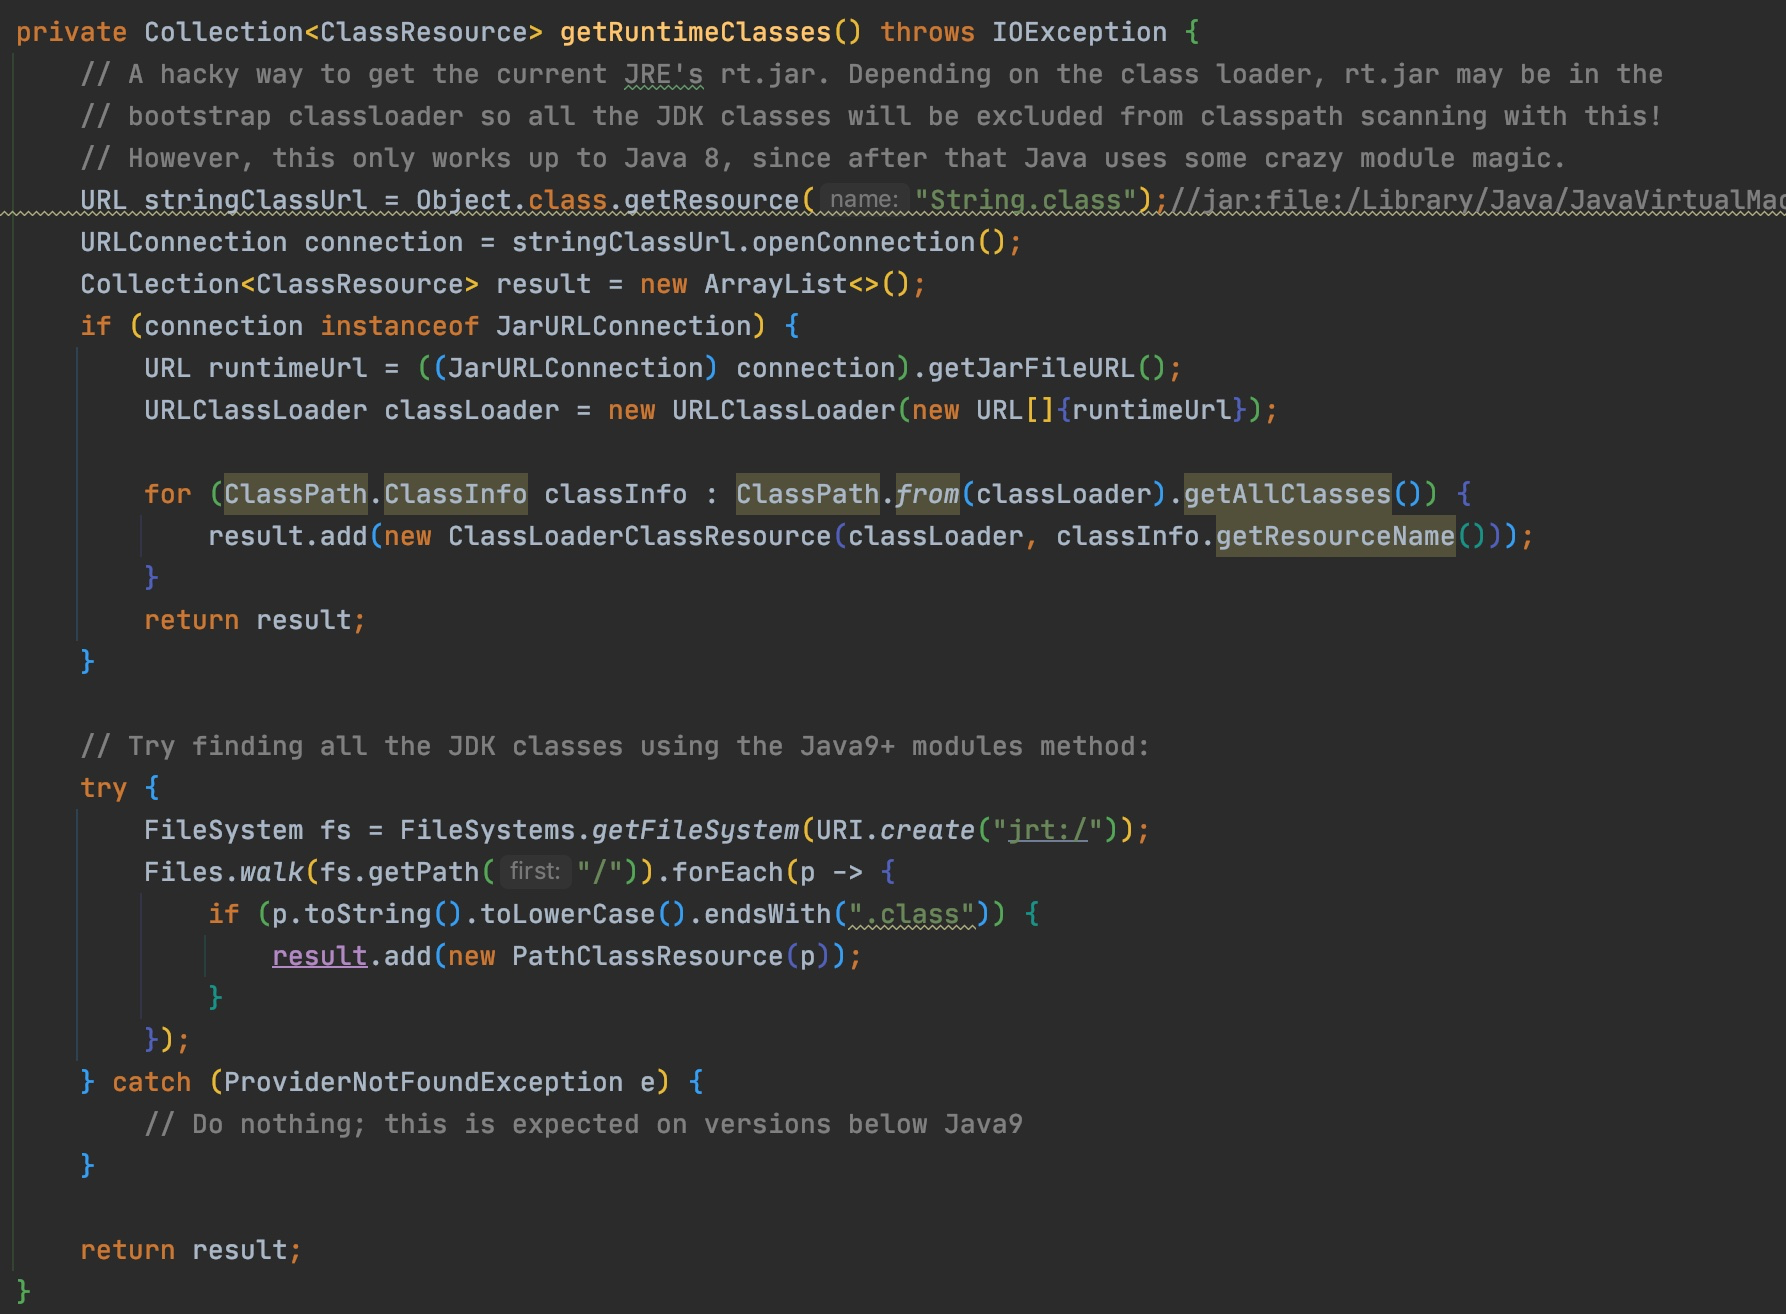 private Collection<ClassResource> getRuntimeClasses() throws IOException {
// A hacky way to get the current JRE's rt.jar. Depending on the class loader, rt.jar may be in the
// bootstrap classloader so all the JDK classes will be excluded from classpath scanning with this!
// However, this only works up to Java 8, since after that Java uses some crazy module magic.
URL stringClassUrl = Object.class.getResource( name: "String.class");//jar:file:/Library/Java/JavaVirtualMac
URLConnection connection = stringClassUrl.openConnection();
Collection<ClassResource> result = new ArrayList<>();
if (connection instanceof JarURLConnection) {
URL runtimeUrl = ((JarURLConnection) connection).getJarFileURL();
URLClassLoader classLoader = new URLClassLoader(new URL[]{runtimeUrl});
for (ClassPath.ClassInfo classInfo : ClassPath.from(classLoader).getAllClasses()) {
result.add(new ClassLoaderClassResource(classLoader, classInfo.getResourceName()));
}
return result;
}
// Try finding all the JDK classes using the Java9+ modules method:
try {
FileSystem fs = FileSystems.getFileSystem(URI.create("jrt:/"));
Files.walk(fs.getPath( first: "/")).forEach(p -> {
if (p.toString().toLowerCase().endsWith(".class")) {
result.add(new PathClassResource(p));
}
});
} catch (ProviderNotFoundException e) {
// Do nothing; this is expected on versions below Java9
}
return result;
}